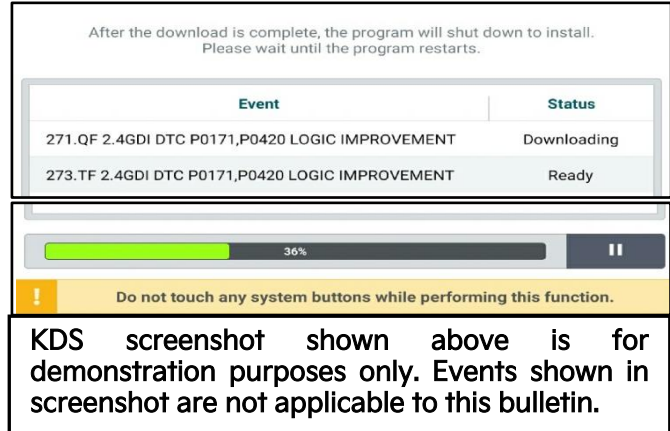 After the download is complete, the program will shut down to install.
Please wait until the program restarts.
Event Status
271.QF 2.4GDI DTC P0171,P0420 LOGIC IMPROVEMENT Downloading
273.TF 2.4GDI DTC P0171,P0420 LOGIC IMPROVEMENT Ready
36%
! Do not touch any system buttons while performing this function.
KDS screenshot shown above is for
demonstration purposes only. Events shown in
screenshot are not applicable to this bulletin.